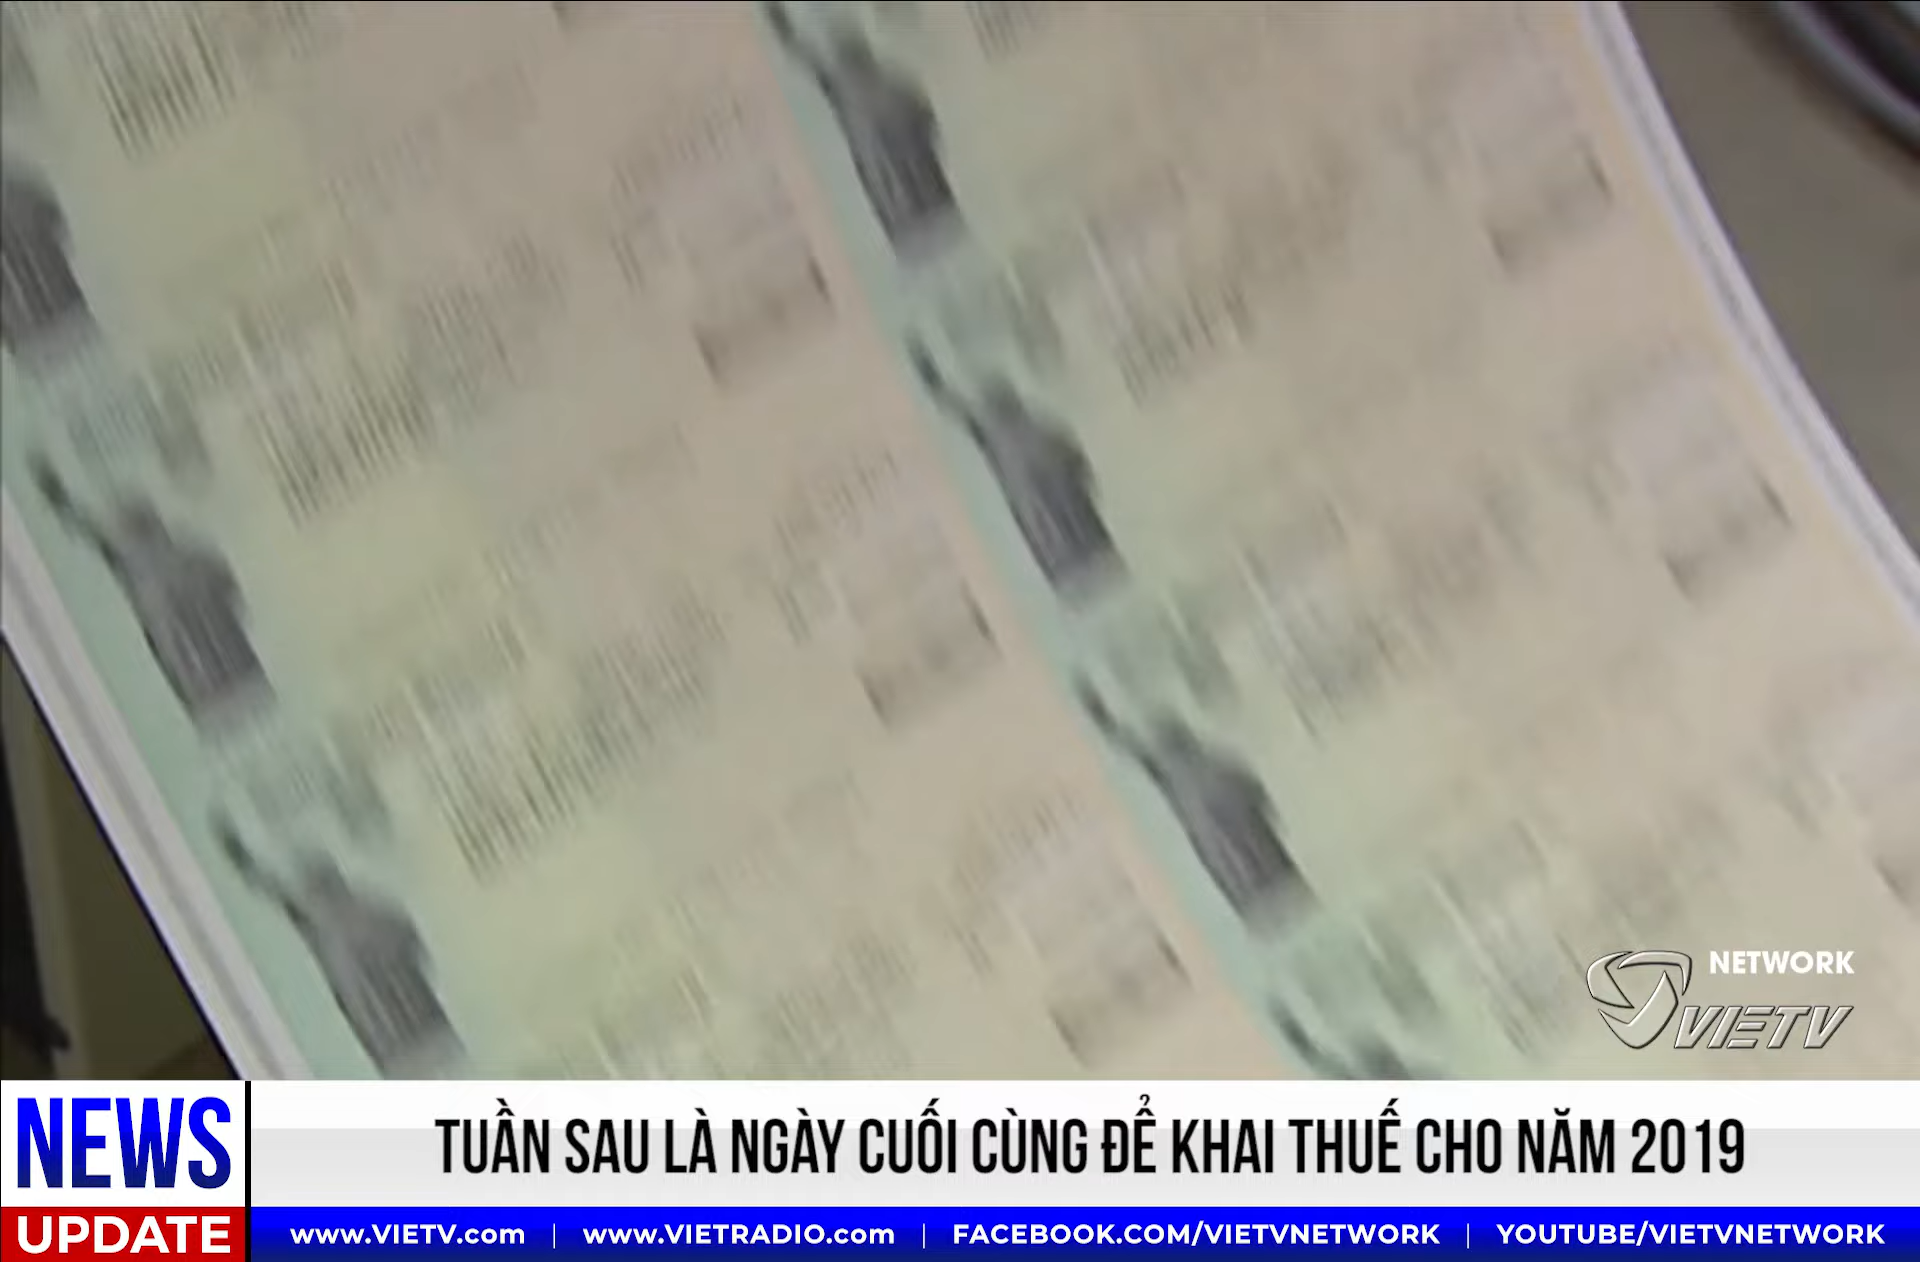 NETWORK
VIETV
NEWS
UPDATE
TUẦN SAU LÀ NGÀY CUỐI CÙNG ĐỂ KHAI THUẾ CHO NĂM 2019
www.VIETV.com | www.VIETRADIO.com | FACEBOOK.COM/VIETVNETWORK | YOUTUBE/VIETVNETWORK